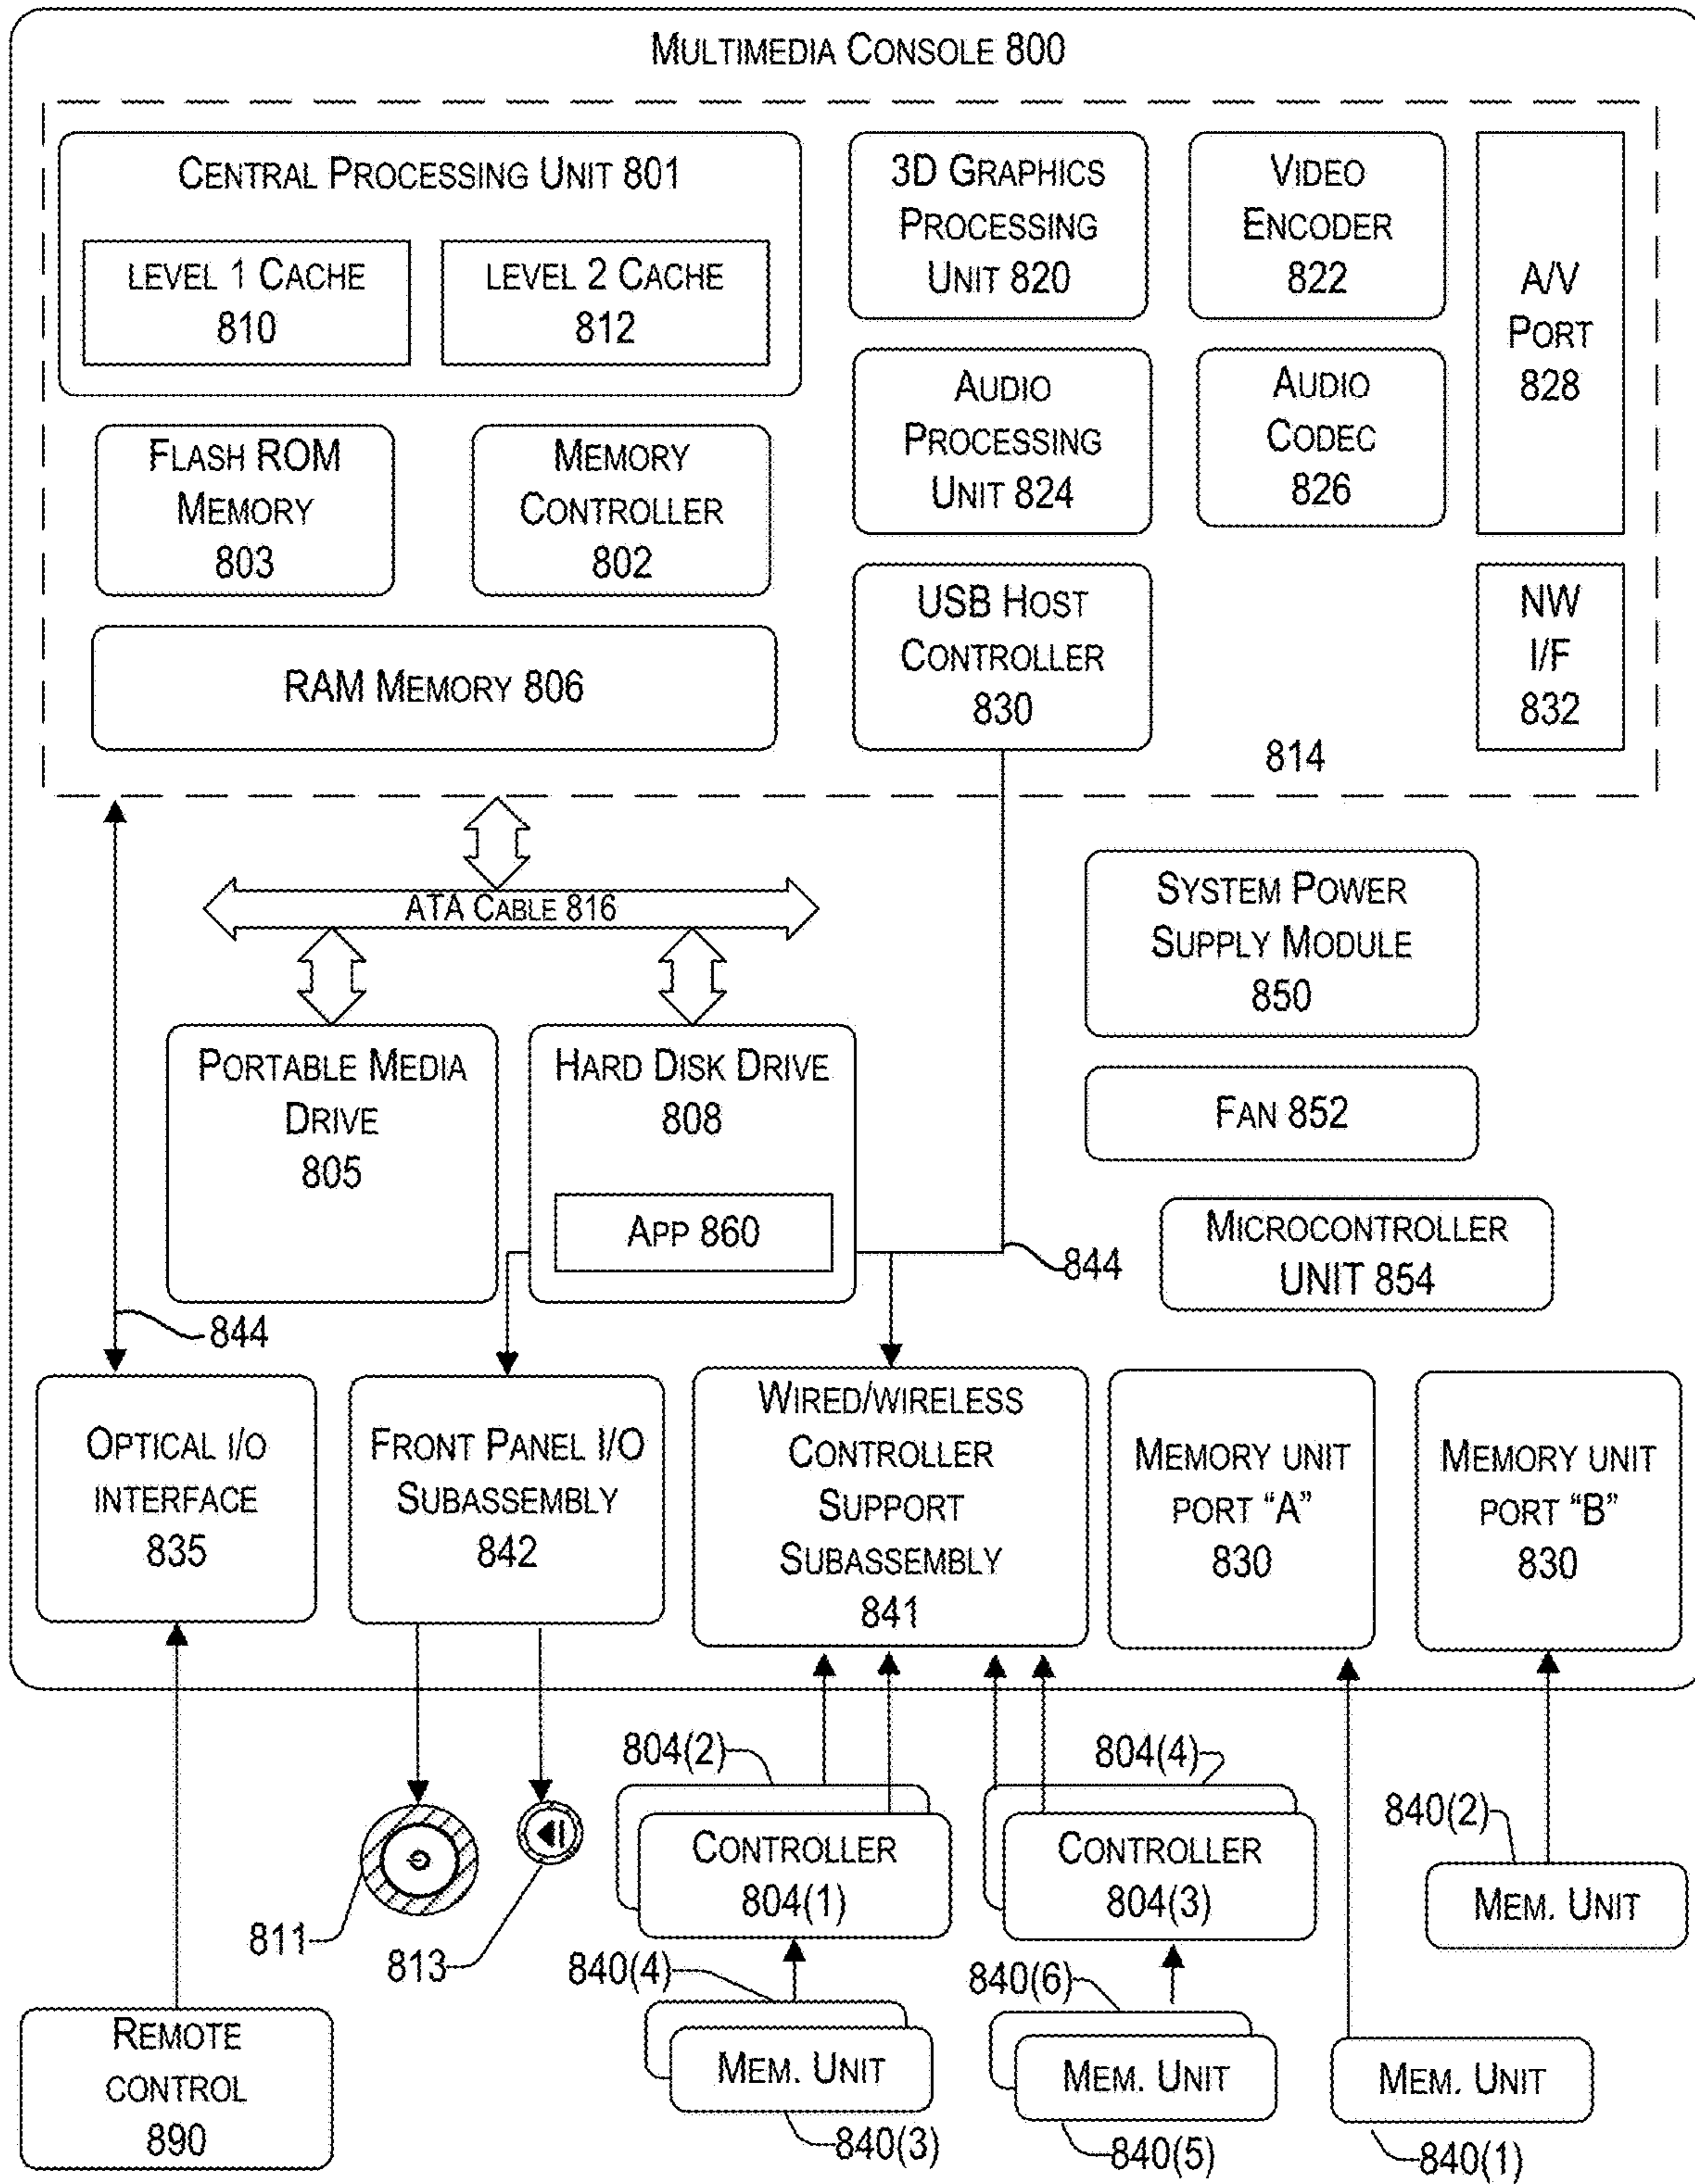 MULTIMEDIA CONSOLE 800
CENTRAL PROCESSING UNIT 801
LEVEL 1 CACHE
810
LEVEL 2 CACHE
812
3D GRAPHICS
PROCESSING
UNIT 820
VIDEO
ENCODER
822
A/V
PORT
828
FLASH ROM
MEMORY
803
MEMORY
CONTROLLER
802
AUDIO
PROCESSING
UNIT 824
AUDIO
CODEC
826
RAM MEMORY 806
USB HOST
CONTROLLER
830
NW
I/F
832
814
ATA CABLE 816
SYSTEM POWER
SUPPLY MODULE
850
PORTABLE MEDIA
DRIVE
805
HARD DISK DRIVE
808
APP 860
FAN 852
MICROCONTROLLER
UNIT 854
844
844
OPTICAL I/O
INTERFACE
835
FRONT PANEL I/O
SUBASSEMBLY
842
WIRED/WIRELESS
CONTROLLER
SUPPORT
SUBASSEMBLY
841
MEMORY UNIT
PORT “A”
830
MEMORY UNIT
PORT “B”
830
804(2)
804(4)
840(2)
CONTROLLER
804(1)
CONTROLLER
804(3)
MEM. UNIT
811
813
840(4)
840(6)
REMOTE
CONTROL
890
MEM. UNIT
MEM. UNIT
MEM. UNIT
840(3)
840(5)
840(1)